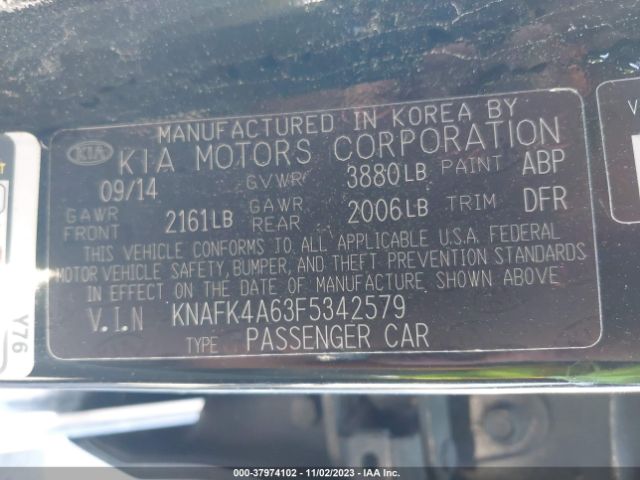 MANUFACTURED IN KOREA BY
KIA KIA MOTORS CORPORATION
09/14 GVWR 3880LB PAINT ABP
GAWR FRONT 2161LB GAWR REAR 2006LB TRIM DFR
THIS VEHICLE CONFORMS TO ALL APPLICABLE U.S.A. FEDERAL
MOTOR VEHICLE SAFETY, BUMPER, AND THEFT PREVENTION STANDARDS
IN EFFECT ON THE DATE OF MANUFACTURE SHOWN ABOVE.
V.I.N KNAFK4A63F5342579
TYPE PASSENGER CAR
Y76
000-37974102 - 11/02/2023 - IAA Inc.